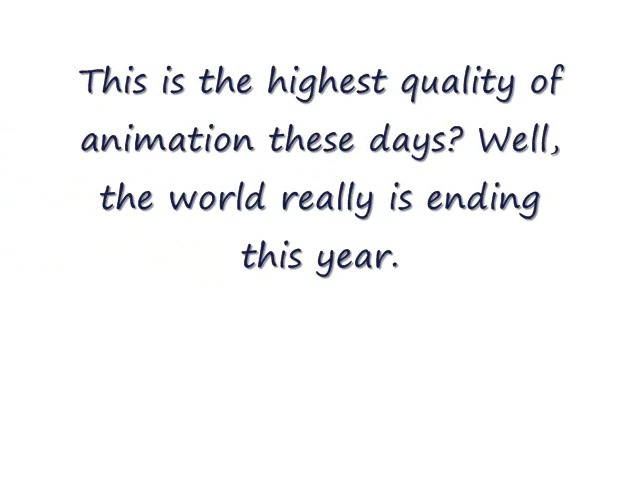 This is the highest quality of
animation these days? Well,
the world really is ending
this year.